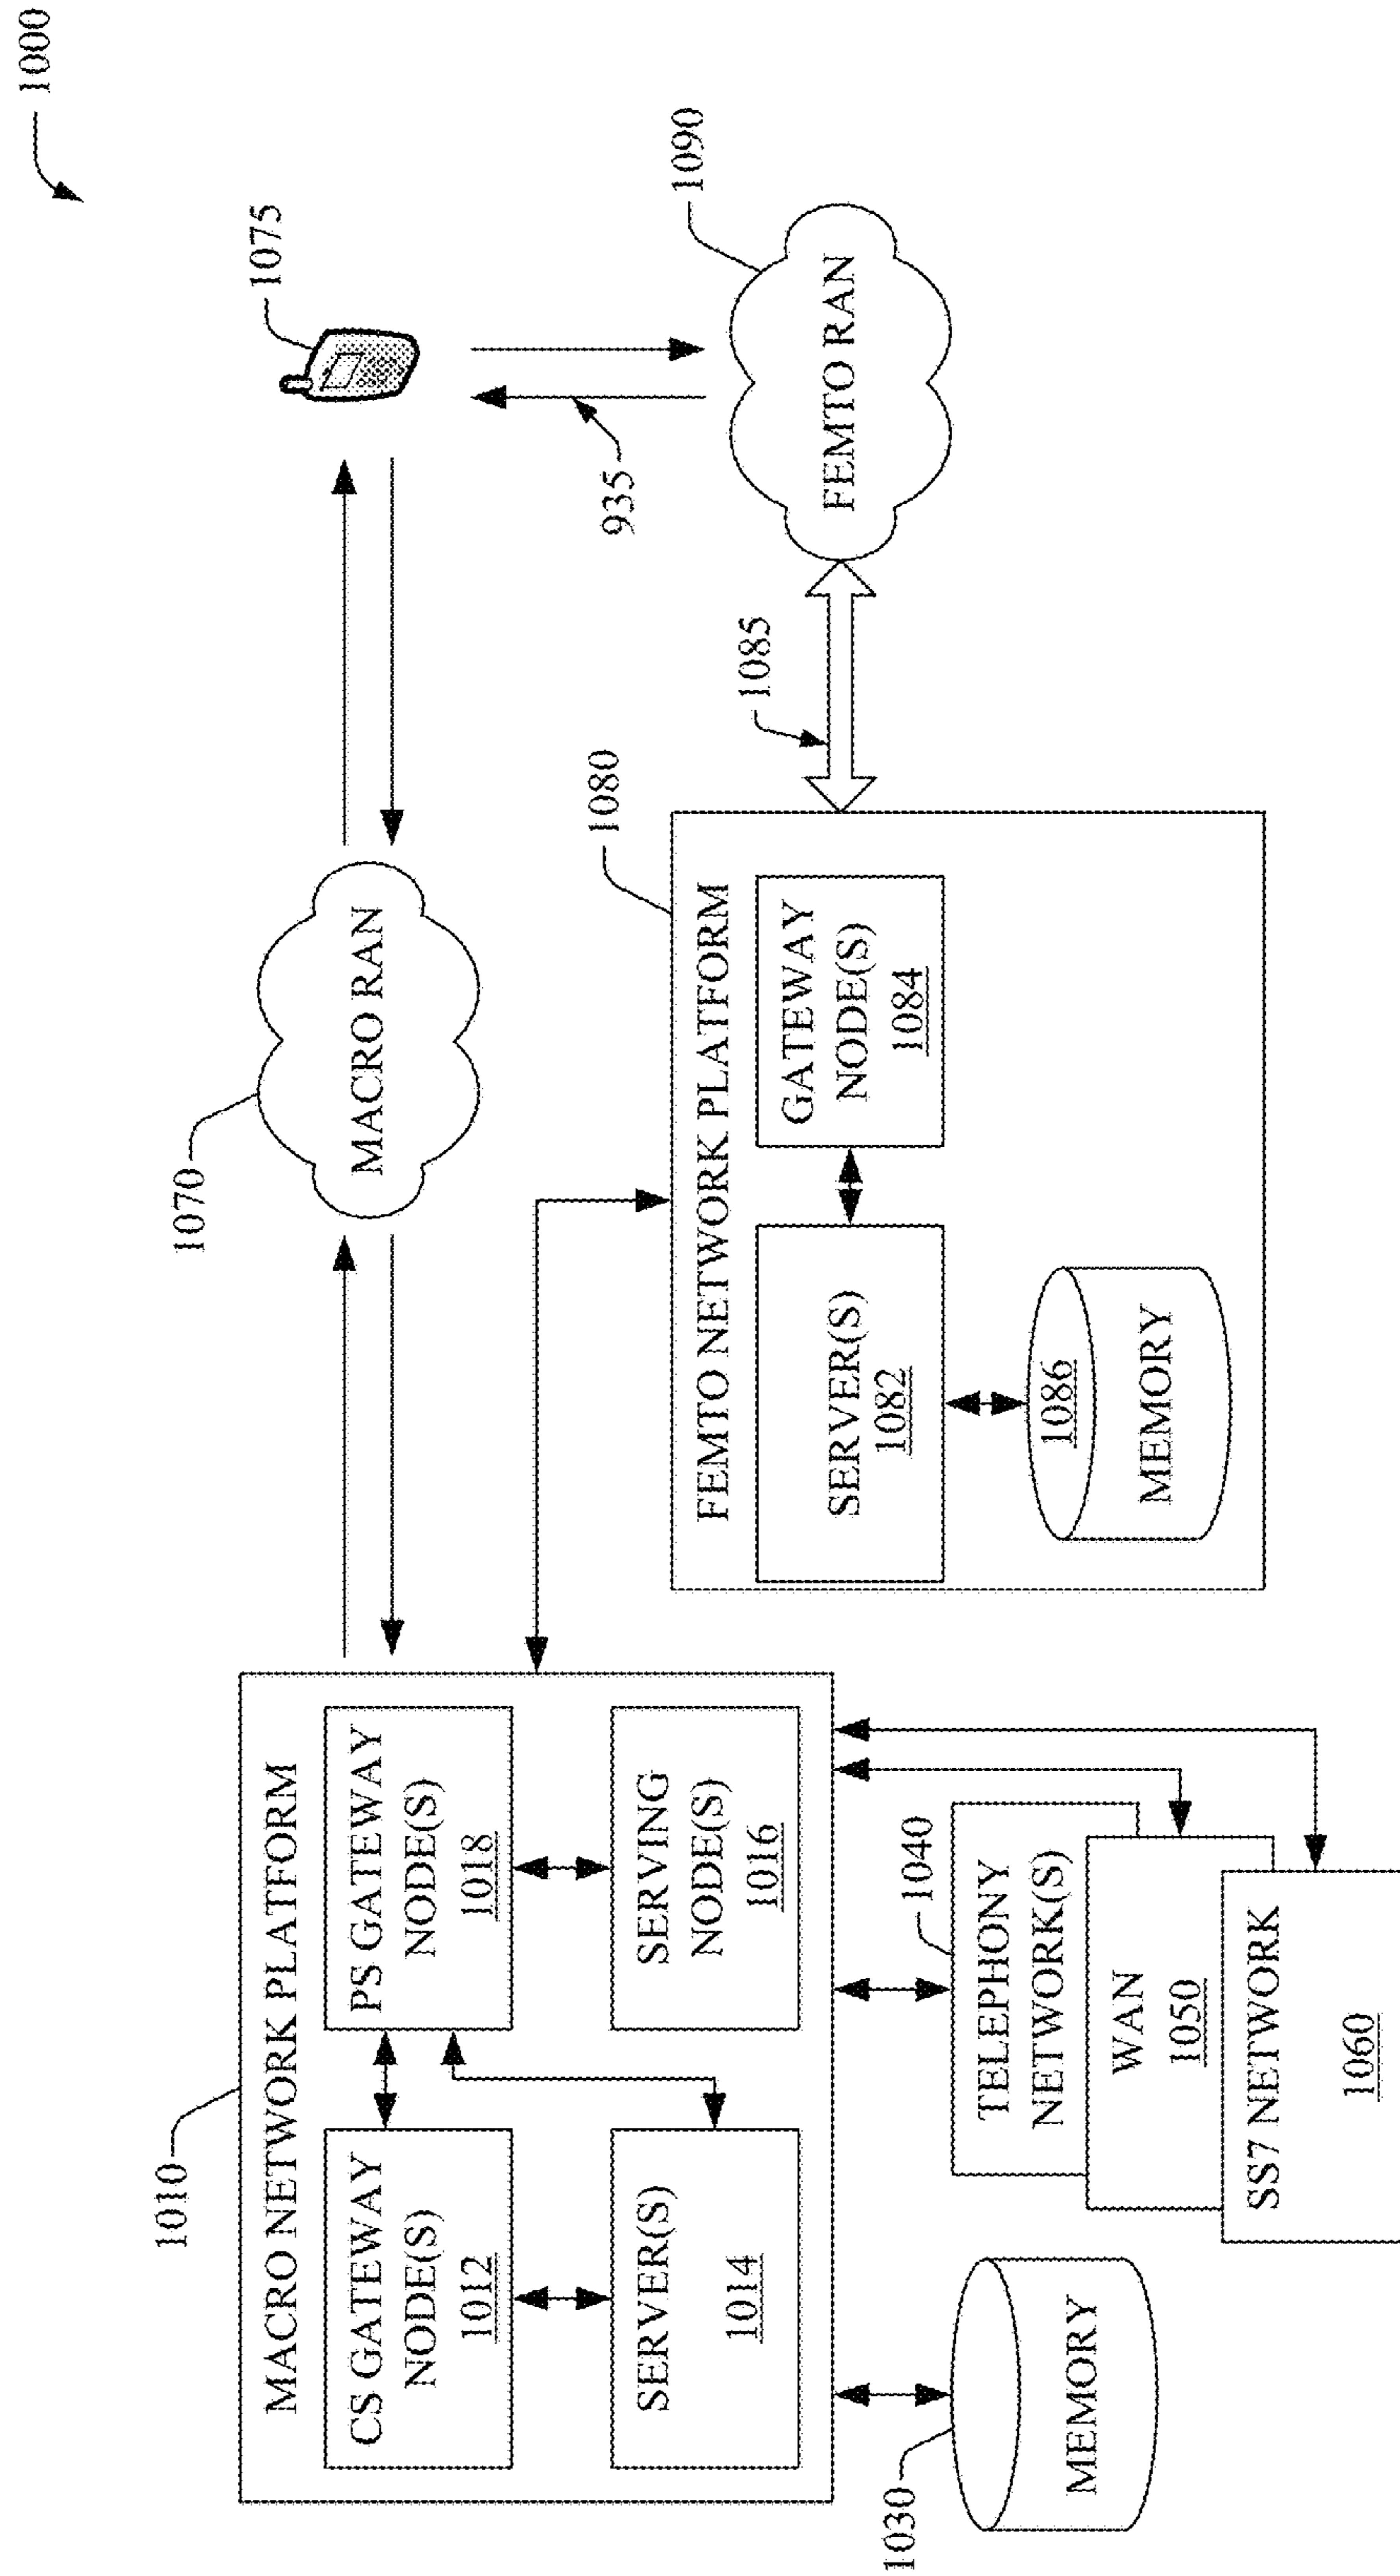 1000
1010
MACRO NETWORK PLATFORM
CS GATEWAY
NODE(S)
1012
PS GATEWAY
NODE(S)
1018
SERVER(S)
1014
SERVING
NODE(S)
1016
1030
MEMORY
1040
TELEPHONY
NETWORK(S)
WAN
1050
SS7 NETWORK
1060
1070
MACRO RAN
1075
935
1080
FEMTO NETWORK PLATFORM
SERVER(S)
1082
GATEWAY
NODE(S)
1084
1086
MEMORY
1085
1090
FEMTO RAN